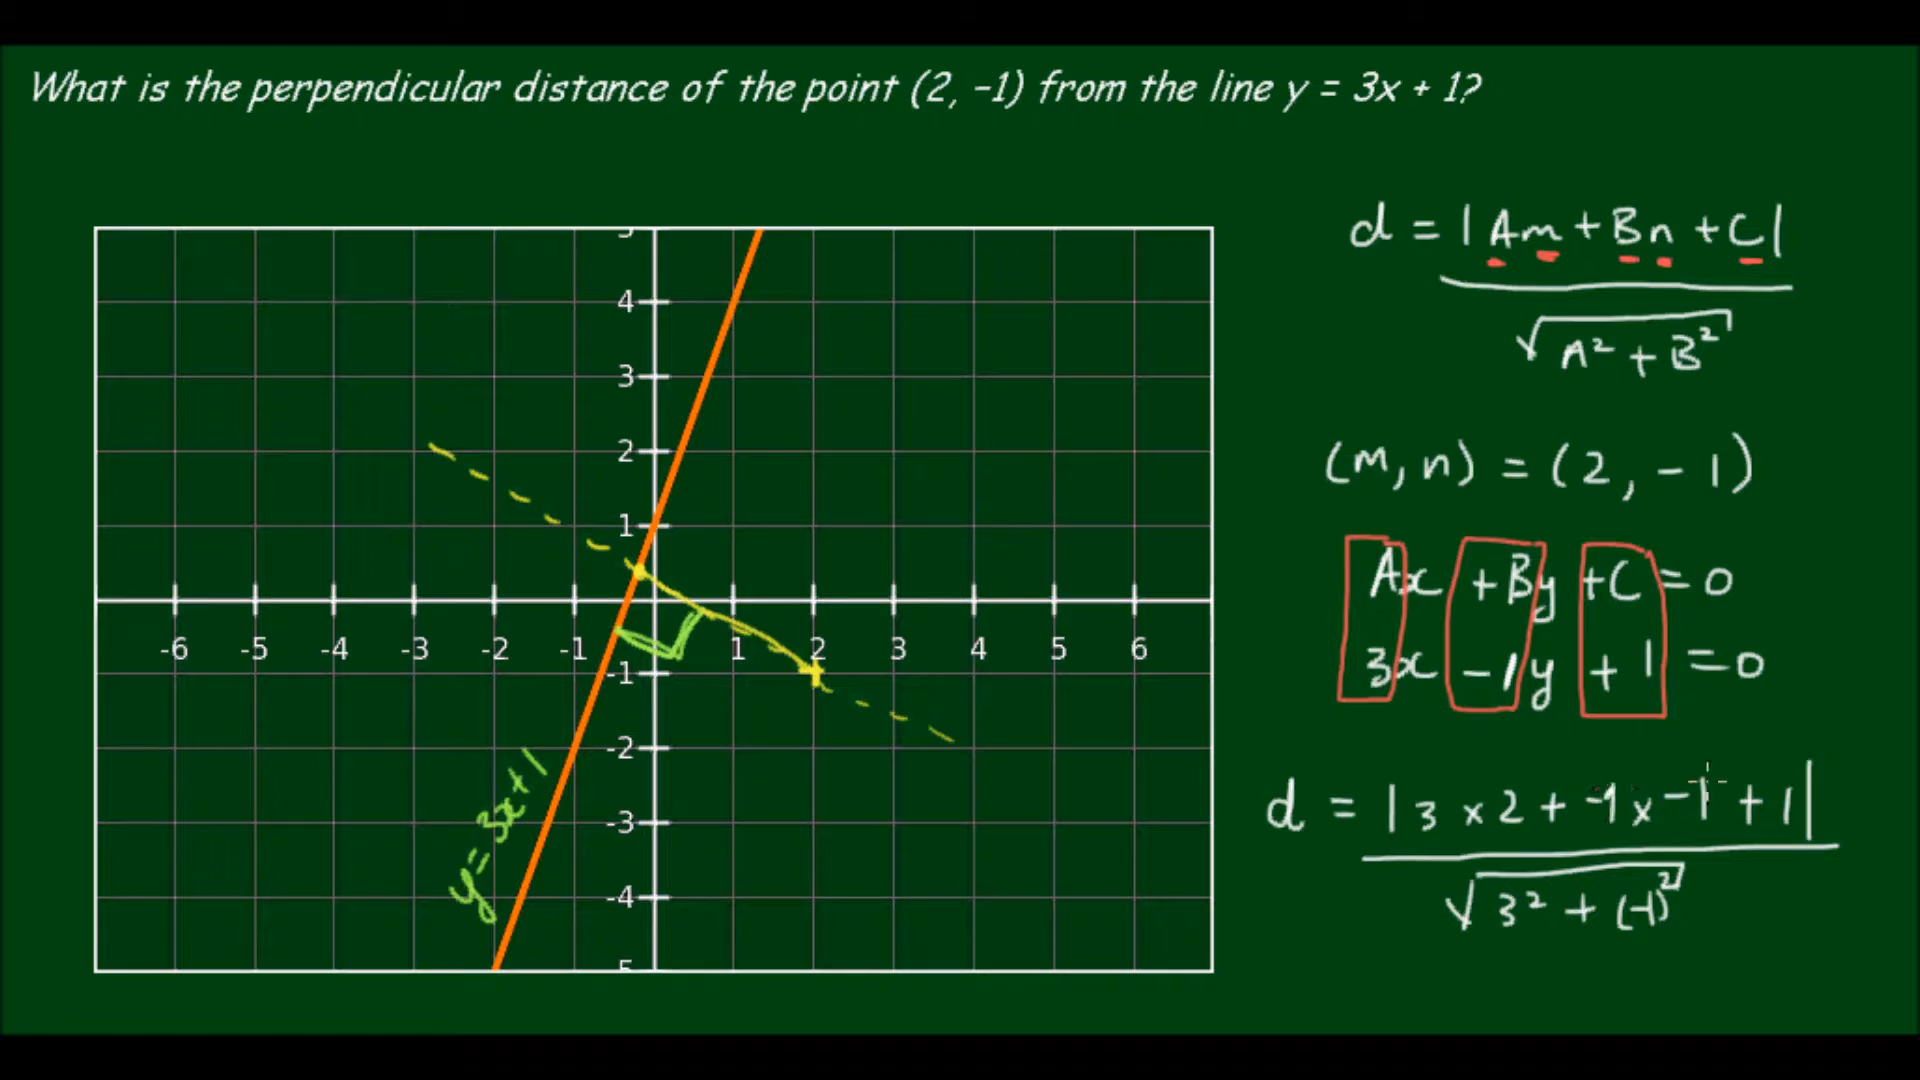 What is the perpendicular distance of the point (2, -1) from the line y = 3x + 1?
d = |Am + Bn + C|
√A² + B²
(m, n) = (2, -1)
Ax + By + C = 0
3x - 1y + 1 = 0
d = |3 x 2 + -1 x -1 + 1|
√3² + (-1)²
5
4
3
2
1
-6 -5 -4 -3 -2 -1 1 2 3 4 5 6
-1
-2
-3
-4
5
y = 3x + 1